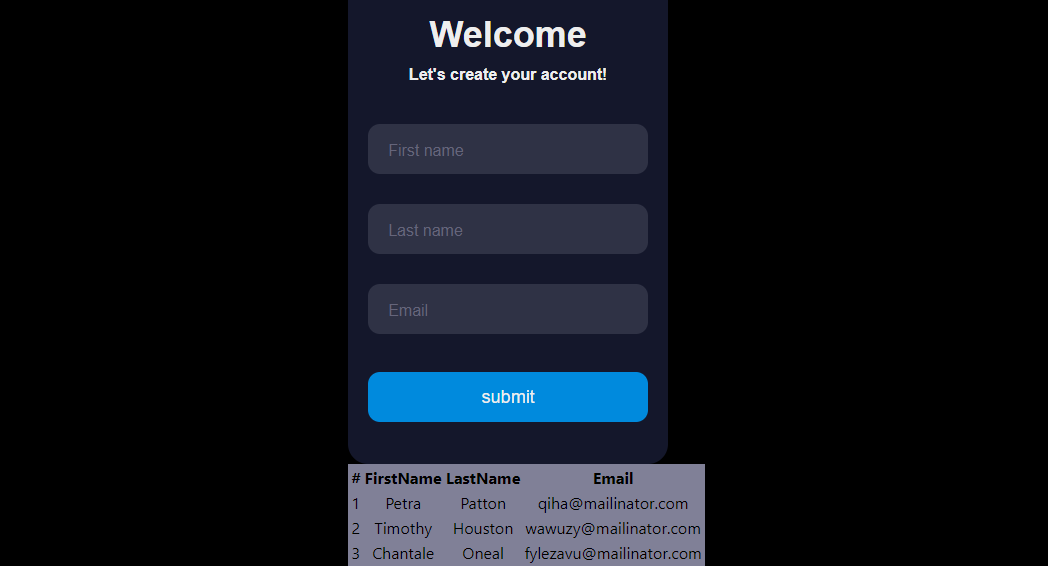 Welcome
Let's create your account!
First name
Last name
Email
submit
# FirstName LastName Email
1 Petra Patton qiha@mailinator.com
2 Timothy Houston wawuzy@mailinator.com
3 Chantale Oneal fylezavu@mailinator.com